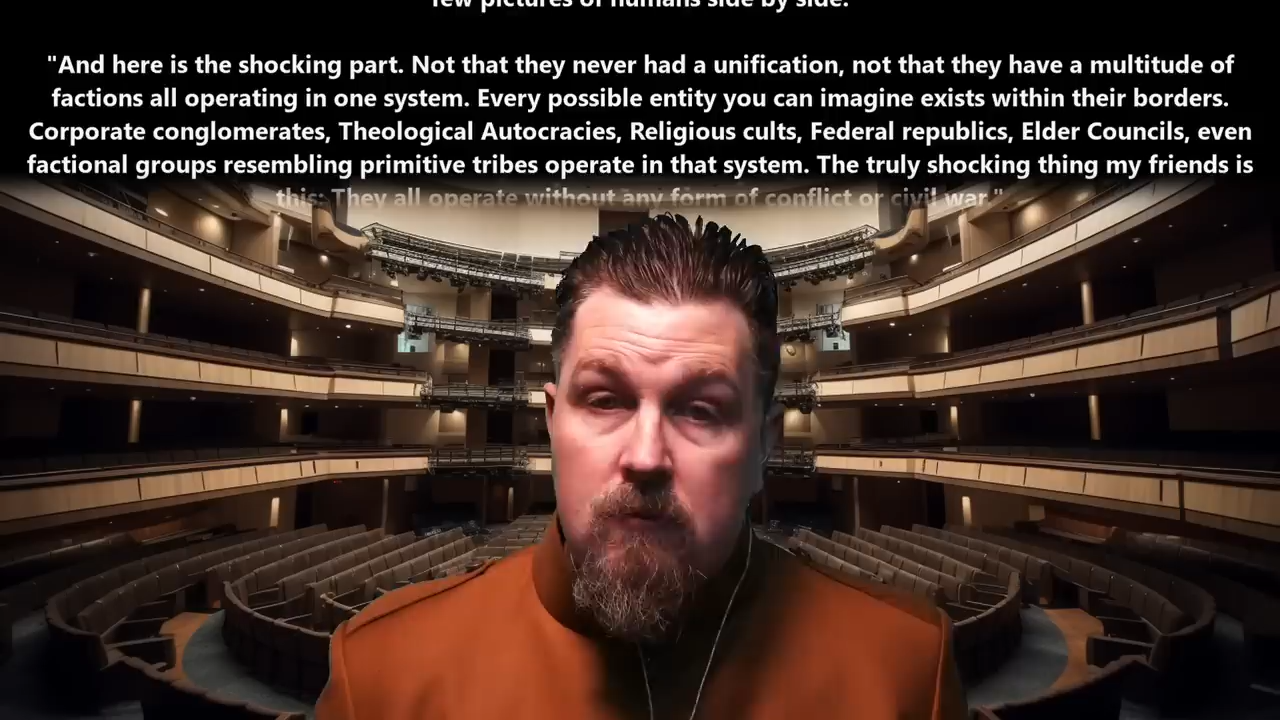 few pictures of humans side by side.
"And here is the shocking part. Not that they never had a unification, not that they have a multitude of
factions all operating in one system. Every possible entity you can imagine exists within their borders.
Corporate conglomerates, Theological Autocracies, Religious cults, Federal republics, Elder Councils, even
factional groups resembling primitive tribes operate in that system. The truly shocking thing my friends is
this: They all operate without any form of conflict or civil war."